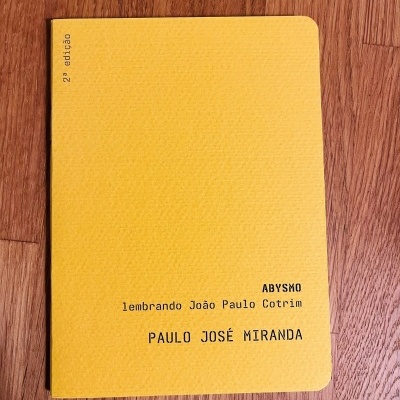 2ª edição
ABYSMO
lembrando João Paulo Cotrim
PAULO JOSÉ MIRANDA